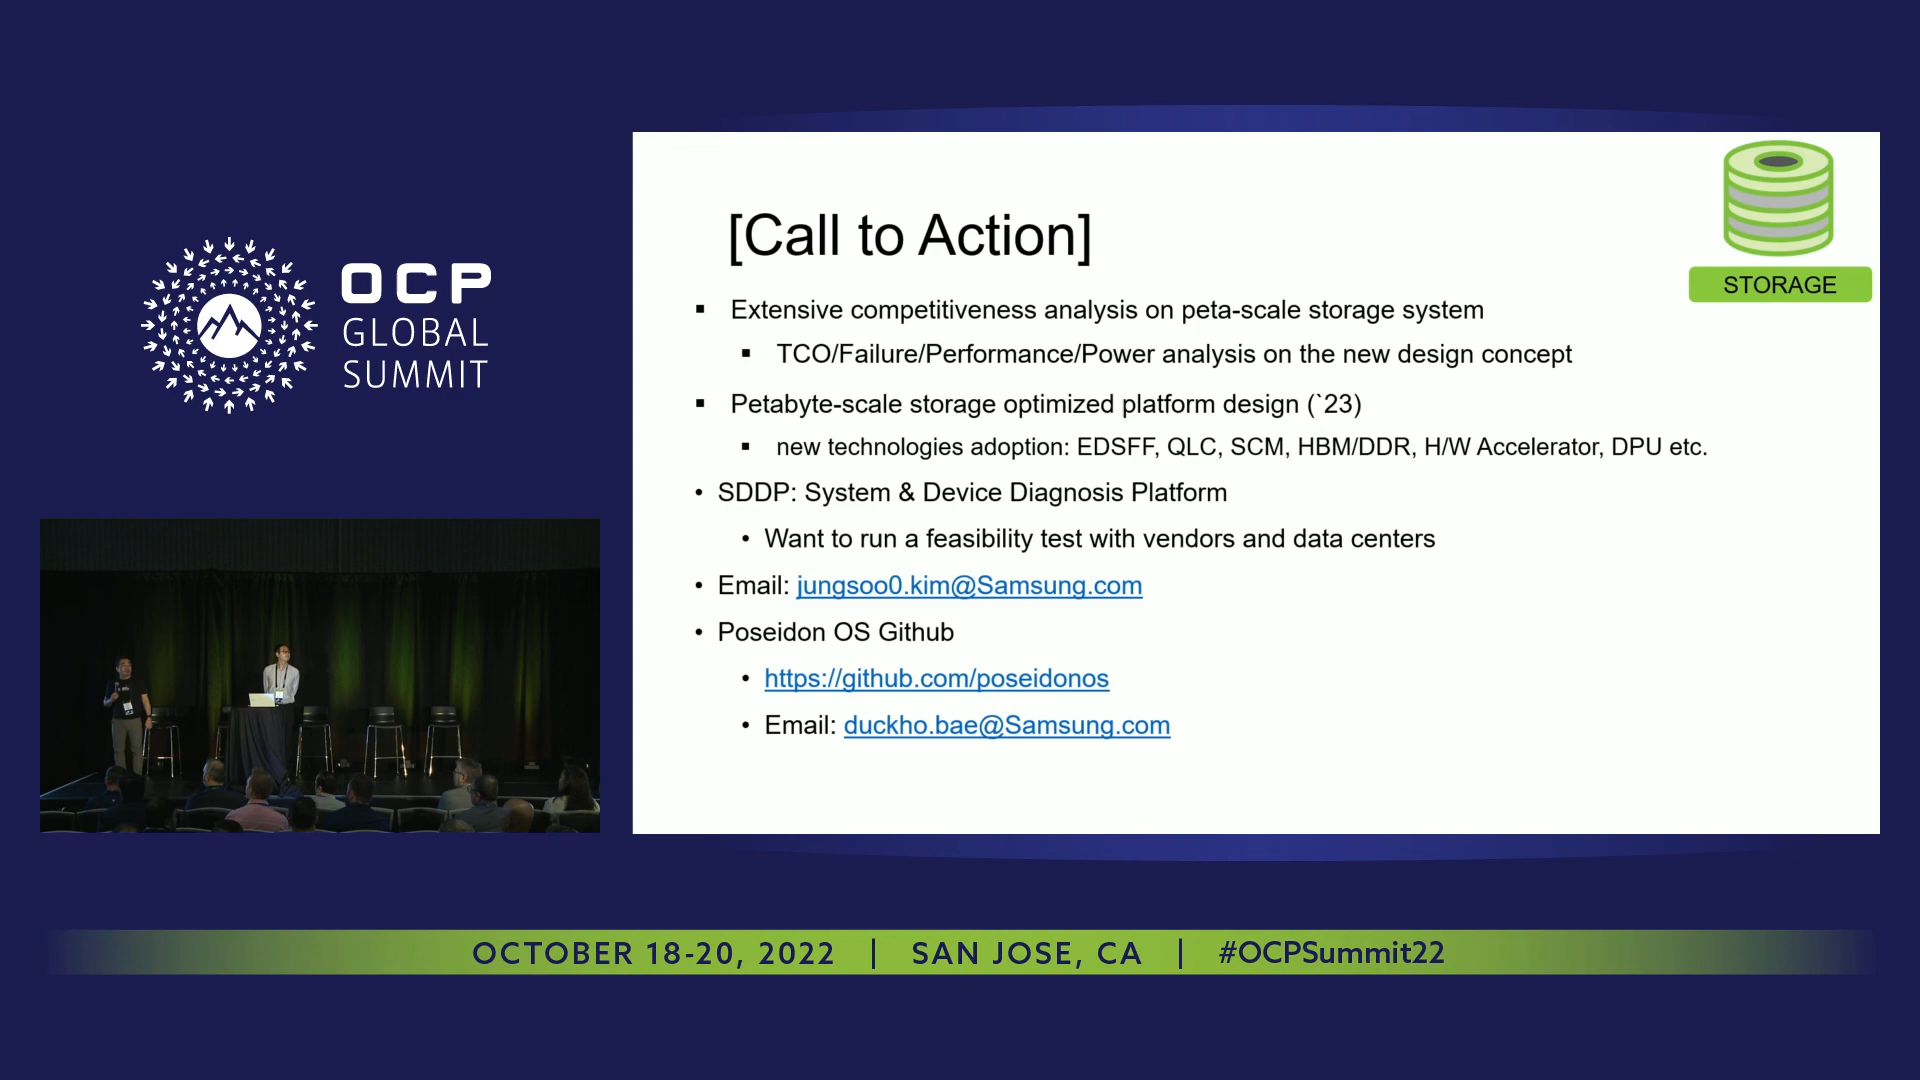 OCP
GLOBAL
SUMMIT
[Call to Action]
STORAGE
▪ Extensive competitiveness analysis on peta-scale storage system
▪ TCO/Failure/Performance/Power analysis on the new design concept
▪ Petabyte-scale storage optimized platform design (`23)
▪ new technologies adoption: EDSFF, QLC, SCM, HBM/DDR, H/W Accelerator, DPU etc.
• SDDP: System & Device Diagnosis Platform
• Want to run a feasibility test with vendors and data centers
• Email: jungsoo0.kim@Samsung.com
• Poseidon OS Github
• https://github.com/poseidonos
• Email: duckho.bae@Samsung.com
OCTOBER 18-20, 2022 | SAN JOSE, CA | #OCPSummit22